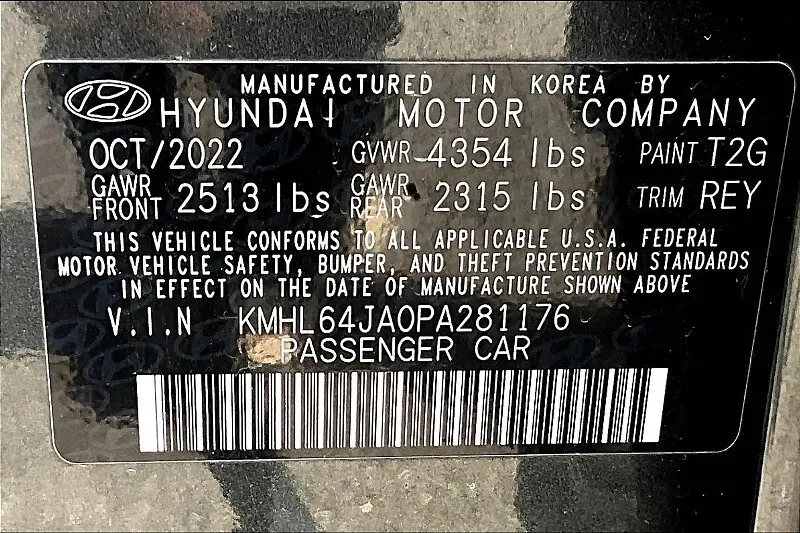 MANUFACTURED IN KOREA BY
HYUNDAI MOTOR COMPANY
OCT/2022 GVWR 4354 lbs PAINT T2G
GAWR FRONT 2513 lbs GAWR REAR 2315 lbs TRIM REY
THIS VEHICLE CONFORMS TO ALL APPLICABLE U.S.A. FEDERAL
MOTOR VEHICLE SAFETY, BUMPER, AND THEFT PREVENTION STANDARDS
IN EFFECT ON THE DATE OF MANUFACTURE SHOWN ABOVE
V.I.N KMHL64JA0PA281176
PASSENGER CAR